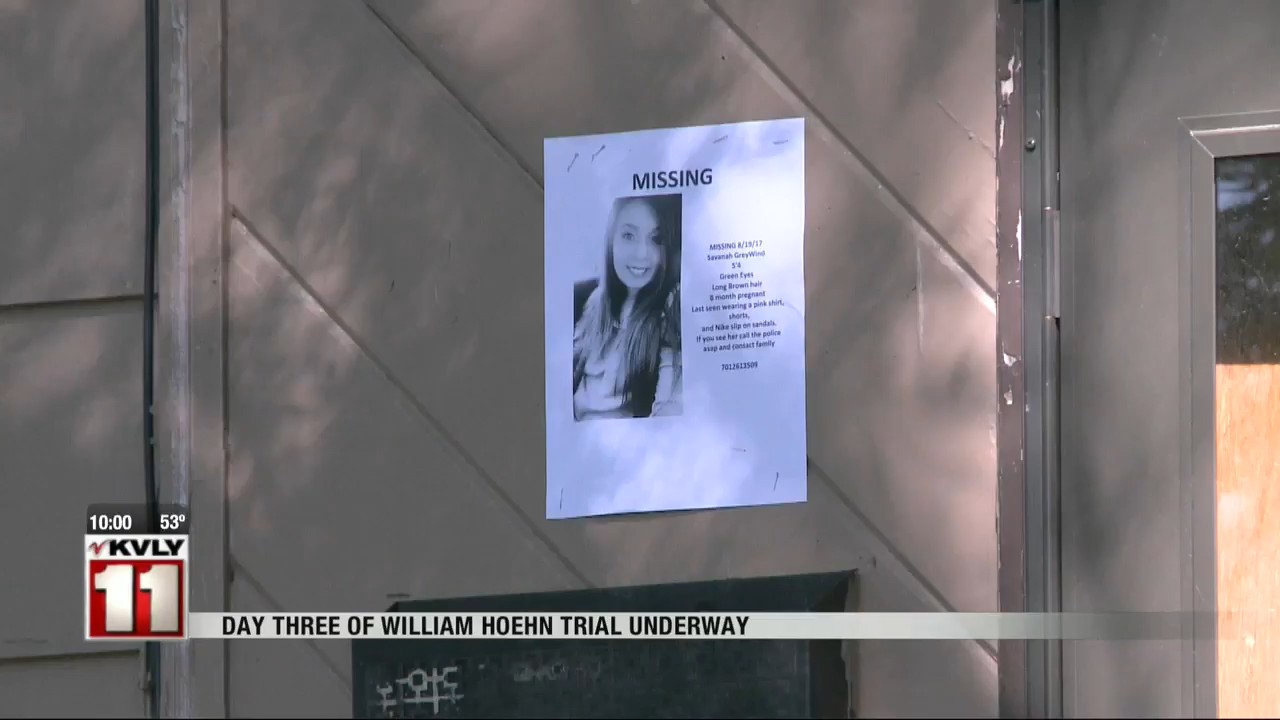 MISSING
MISSING 8/19/17
Savanah GreyWind
5'4
Green Eyes
Long Brown hair
8 month pregnant
Last seen wearing a pink shirt,
shorts,
and Nike slip on sandals.
If you see her call the police
asap and contact family
7012613509
10:00 53º
KVLY
11
DAY THREE OF WILLIAM HOEHN TRIAL UNDERWAY